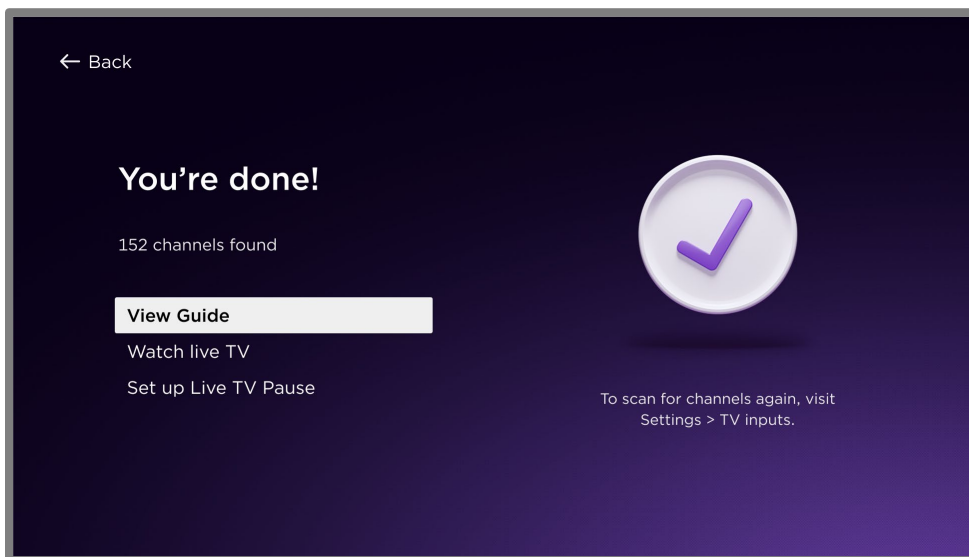 ← Back
You're done!
152 channels found
View Guide
Watch live TV
Set up Live TV Pause
To scan for channels again, visit
Settings > TV inputs.